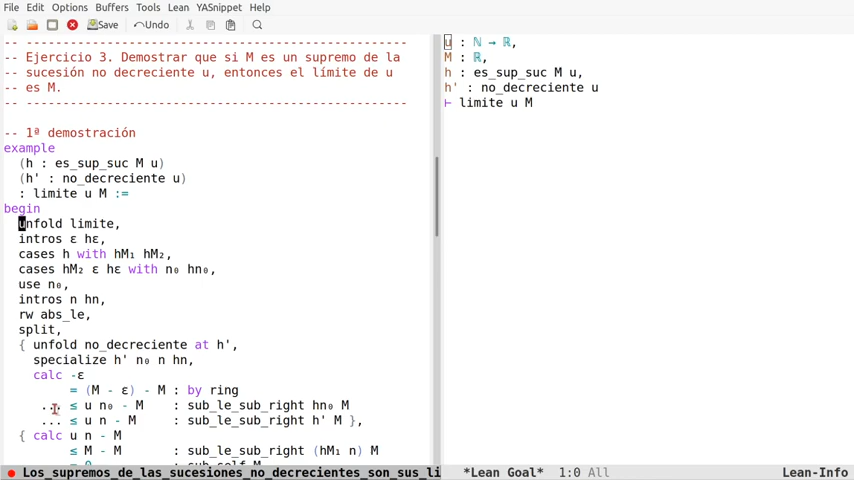 File Edit Options Buffers Tools Lean YASnippet Help
Save Undo
-- ---------------------------------------------------
-- Ejercicio 3. Demostrar que si M es un supremo de la
-- sucesión no decreciente u, entonces el límite de u
-- es M.
-- ---------------------------------------------------
-- 1ª demostración
example
(h : es_sup_suc M u)
(h' : no_decreciente u)
: limite u M :=
begin
unfold limite,
intros ε hε,
cases h with hM₁ hM₂,
cases hM₂ ε hε with n₀ hn₀,
use n₀,
intros n hn,
rw abs_le,
split,
{ unfold no_decreciente at h',
specialize h' n₀ n hn,
calc -ε
= (M - ε) - M : by ring
... ≤ u n₀ - M : sub_le_sub_right hn₀ M
... ≤ u n - M : sub_le_sub_right h' M },
{ calc u n - M
≤ M - M : sub_le_sub_right (hM₁ n) M
= 0 : sub_self M
u : ℕ → ℝ,
M : ℝ,
h : es_sup_suc M u,
h' : no_decreciente u
⊢ limite u M
Los_supremos_de_las_sucesiones_no_decrecientes_son_sus_li
*Lean Goal* 1:0 All Lean-Info